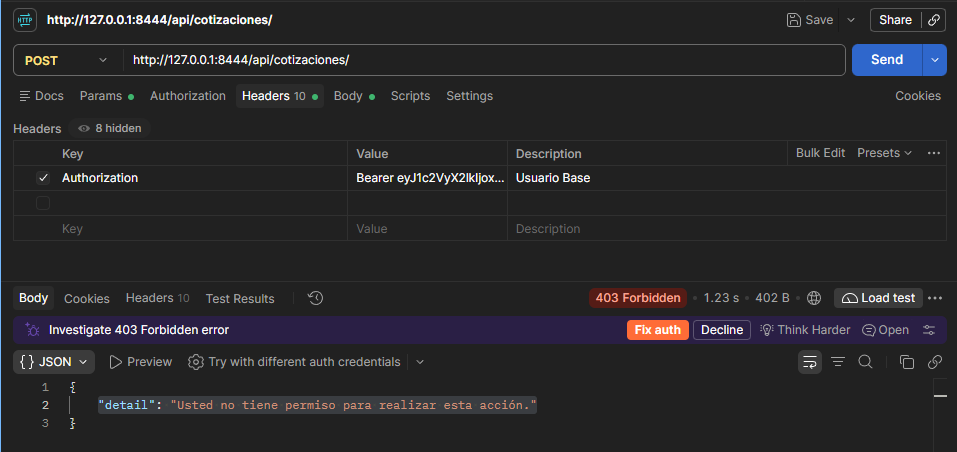 HTTP http://127.0.0.1:8444/api/cotizaciones/ Save Share
POST http://127.0.0.1:8444/api/cotizaciones/ Send
Docs Params Authorization Headers 10 Body Scripts Settings Cookies
Headers 8 hidden
Key Value Description Bulk Edit Presets
Authorization Bearer eyJ1c2VyX2lkIjox... Usuario Base
Key Value Description
Body Cookies Headers 10 Test Results 403 Forbidden • 1.23 s • 402 B Load test
Investigate 403 Forbidden error Fix auth Decline Think Harder Open
{} JSON Preview Try with different auth credentials
1 {
2 "detail": "Usted no tiene permiso para realizar esta acción."
3 }